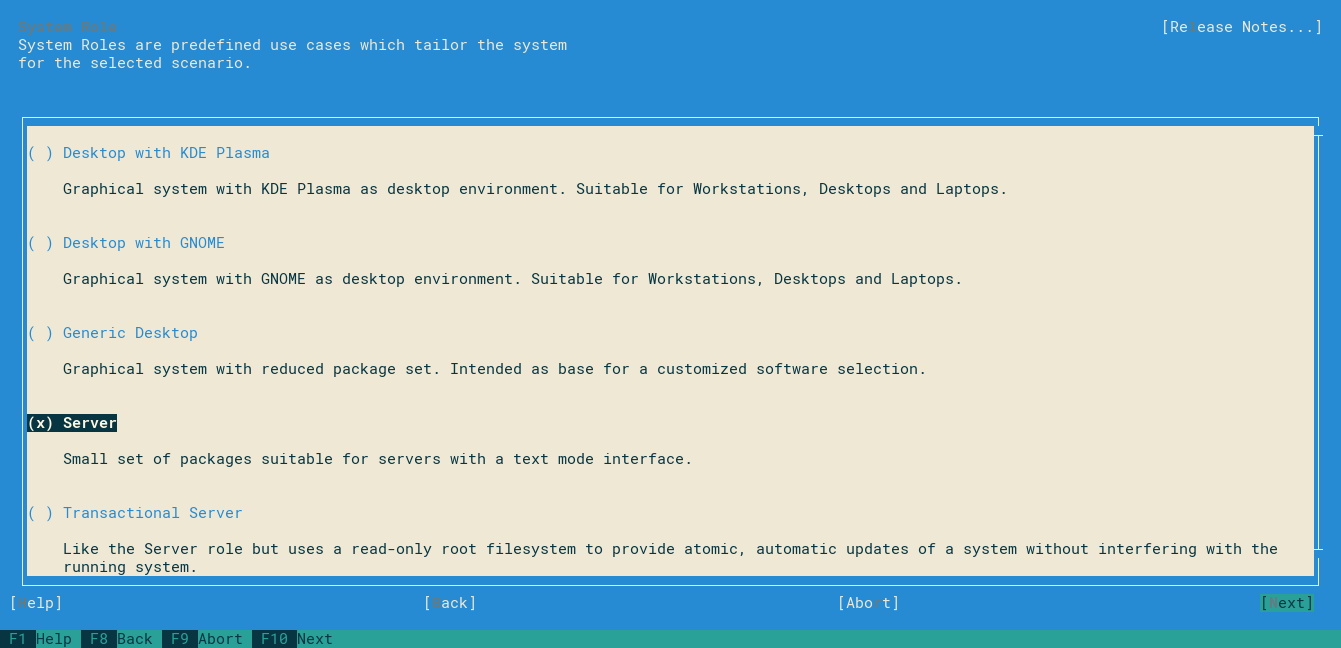 System Role
[Release Notes...]
System Roles are predefined use cases which tailor the system
for the selected scenario.
( ) Desktop with KDE Plasma
Graphical system with KDE Plasma as desktop environment. Suitable for Workstations, Desktops and Laptops.
( ) Desktop with GNOME
Graphical system with GNOME as desktop environment. Suitable for Workstations, Desktops and Laptops.
( ) Generic Desktop
Graphical system with reduced package set. Intended as base for a customized software selection.
(x) Server
Small set of packages suitable for servers with a text mode interface.
( ) Transactional Server
Like the Server role but uses a read-only root filesystem to provide atomic, automatic updates of a system without interfering with the
running system.
[Help] [Back] [Abort] [Next]
F1 Help F8 Back F9 Abort F10 Next